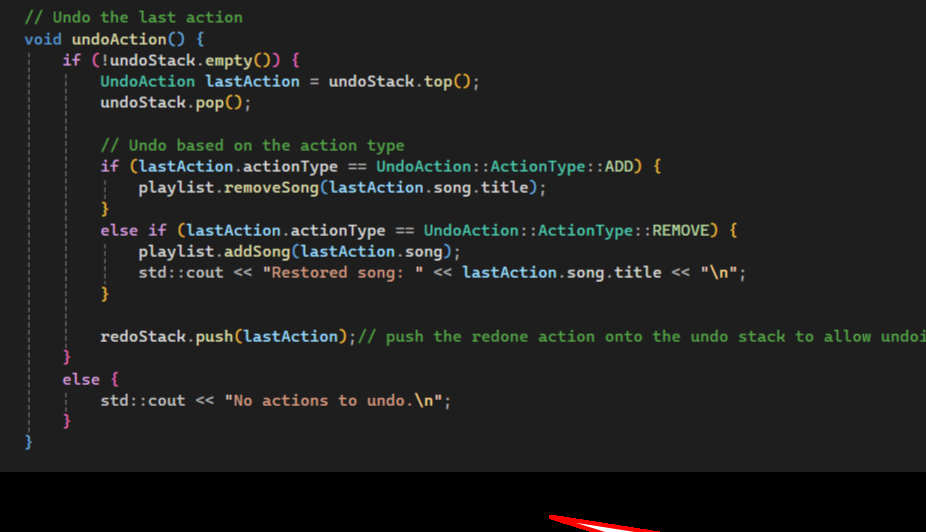 // Undo the last action
void undoAction() {
if (!undoStack.empty()) {
UndoAction lastAction = undoStack.top();
undoStack.pop();
// Undo based on the action type
if (lastAction.actionType == UndoAction::ActionType::ADD) {
playlist.removeSong(lastAction.song.title);
}
else if (lastAction.actionType == UndoAction::ActionType::REMOVE) {
playlist.addSong(lastAction.song);
std::cout << "Restored song: " << lastAction.song.title << "\n";
}
redoStack.push(lastAction);// push the redone action onto the undo stack to allow
}
else {
std::cout << "No actions to undo.\n";
}
}